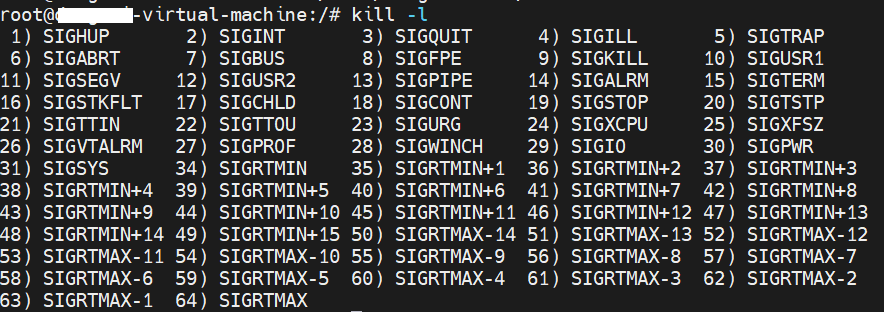 root@d-virtual-machine:/# kill -l
 1) SIGHUP       2) SIGINT       3) SIGQUIT      4) SIGILL       5) SIGTRAP
 6) SIGABRT      7) SIGBUS       8) SIGFPE       9) SIGKILL     10) SIGUSR1
11) SIGSEGV     12) SIGUSR2     13) SIGPIPE     14) SIGALRM     15) SIGTERM
16) SIGSTKFLT   17) SIGCHLD     18) SIGCONT     19) SIGSTOP     20) SIGTSTP
21) SIGTTIN     22) SIGTTOU     23) SIGURG      24) SIGXCPU     25) SIGXFSZ
26) SIGVTALRM   27) SIGPROF     28) SIGWINCH    29) SIGIO       30) SIGPWR
31) SIGSYS      34) SIGRTMIN    35) SIGRTMIN+1  36) SIGRTMIN+2  37) SIGRTMIN+3
38) SIGRTMIN+4  39) SIGRTMIN+5  40) SIGRTMIN+6  41) SIGRTMIN+7  42) SIGRTMIN+8
43) SIGRTMIN+9  44) SIGRTMIN+10 45) SIGRTMIN+11 46) SIGRTMIN+12 47) SIGRTMIN+13
48) SIGRTMIN+14 49) SIGRTMIN+15 50) SIGRTMAX-14 51) SIGRTMAX-13 52) SIGRTMAX-12
53) SIGRTMAX-11 54) SIGRTMAX-10 55) SIGRTMAX-9  56) SIGRTMAX-8  57) SIGRTMAX-7
58) SIGRTMAX-6  59) SIGRTMAX-5  60) SIGRTMAX-4  61) SIGRTMAX-3  62) SIGRTMAX-2
63) SIGRTMAX-1  64) SIGRTMAX